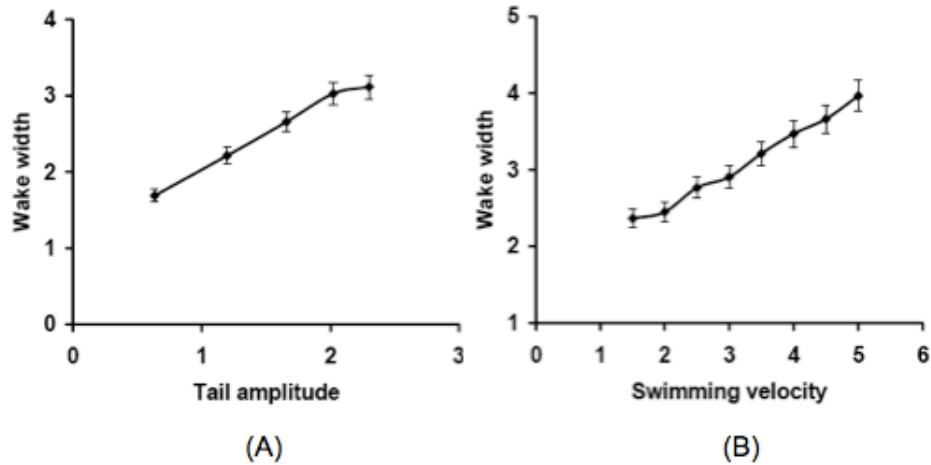 4
3
2
1
0
Wake width
0 1 2 3
Tail amplitude
(A)
5
4
3
2
1
Wake width
0 1 2 3 4 5 6
Swimming velocity
(B)